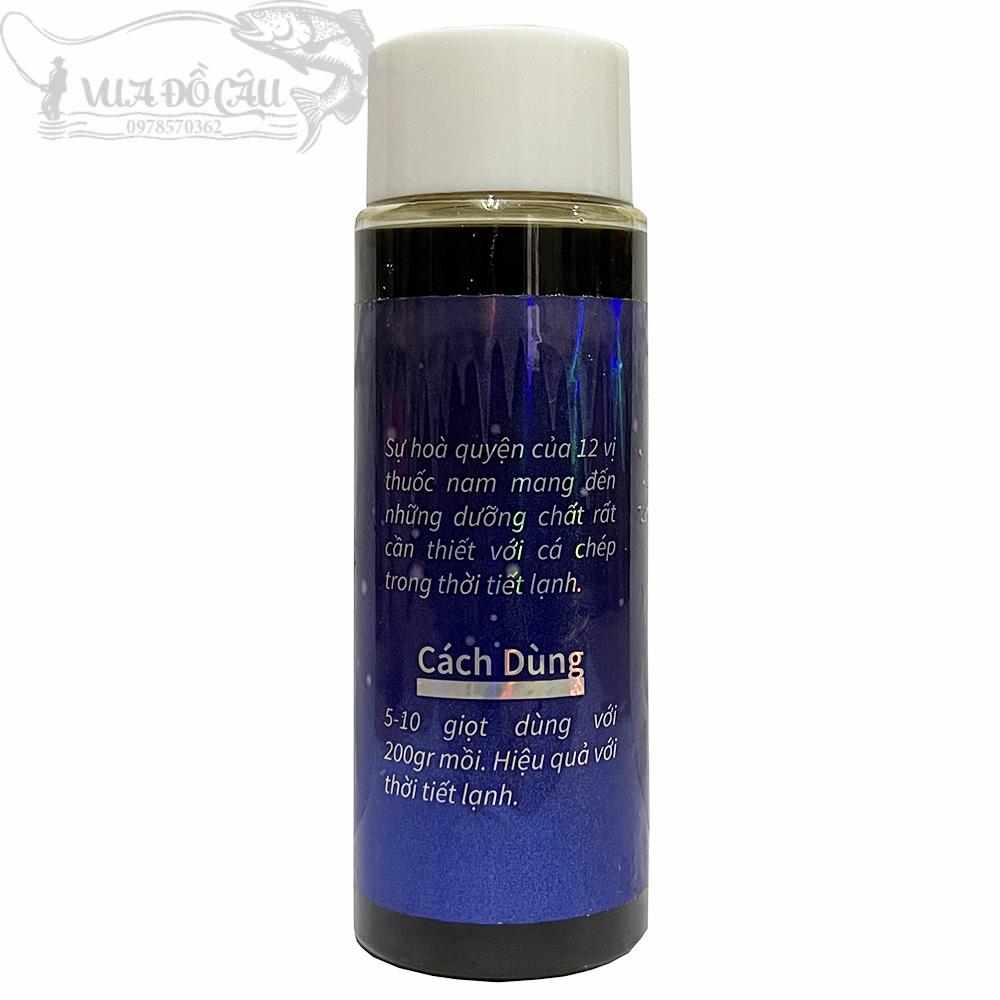 VUA ĐỒ CÂU
0978570362
Sự hoà quyện của 12 vị
thuốc nam mang đến
những dưỡng chất rất
cần thiết với cá chép
trong thời tiết lạnh.
Cách Dùng
5-10 giọt dùng với
200gr mồi. Hiệu quả với
thời tiết lạnh.